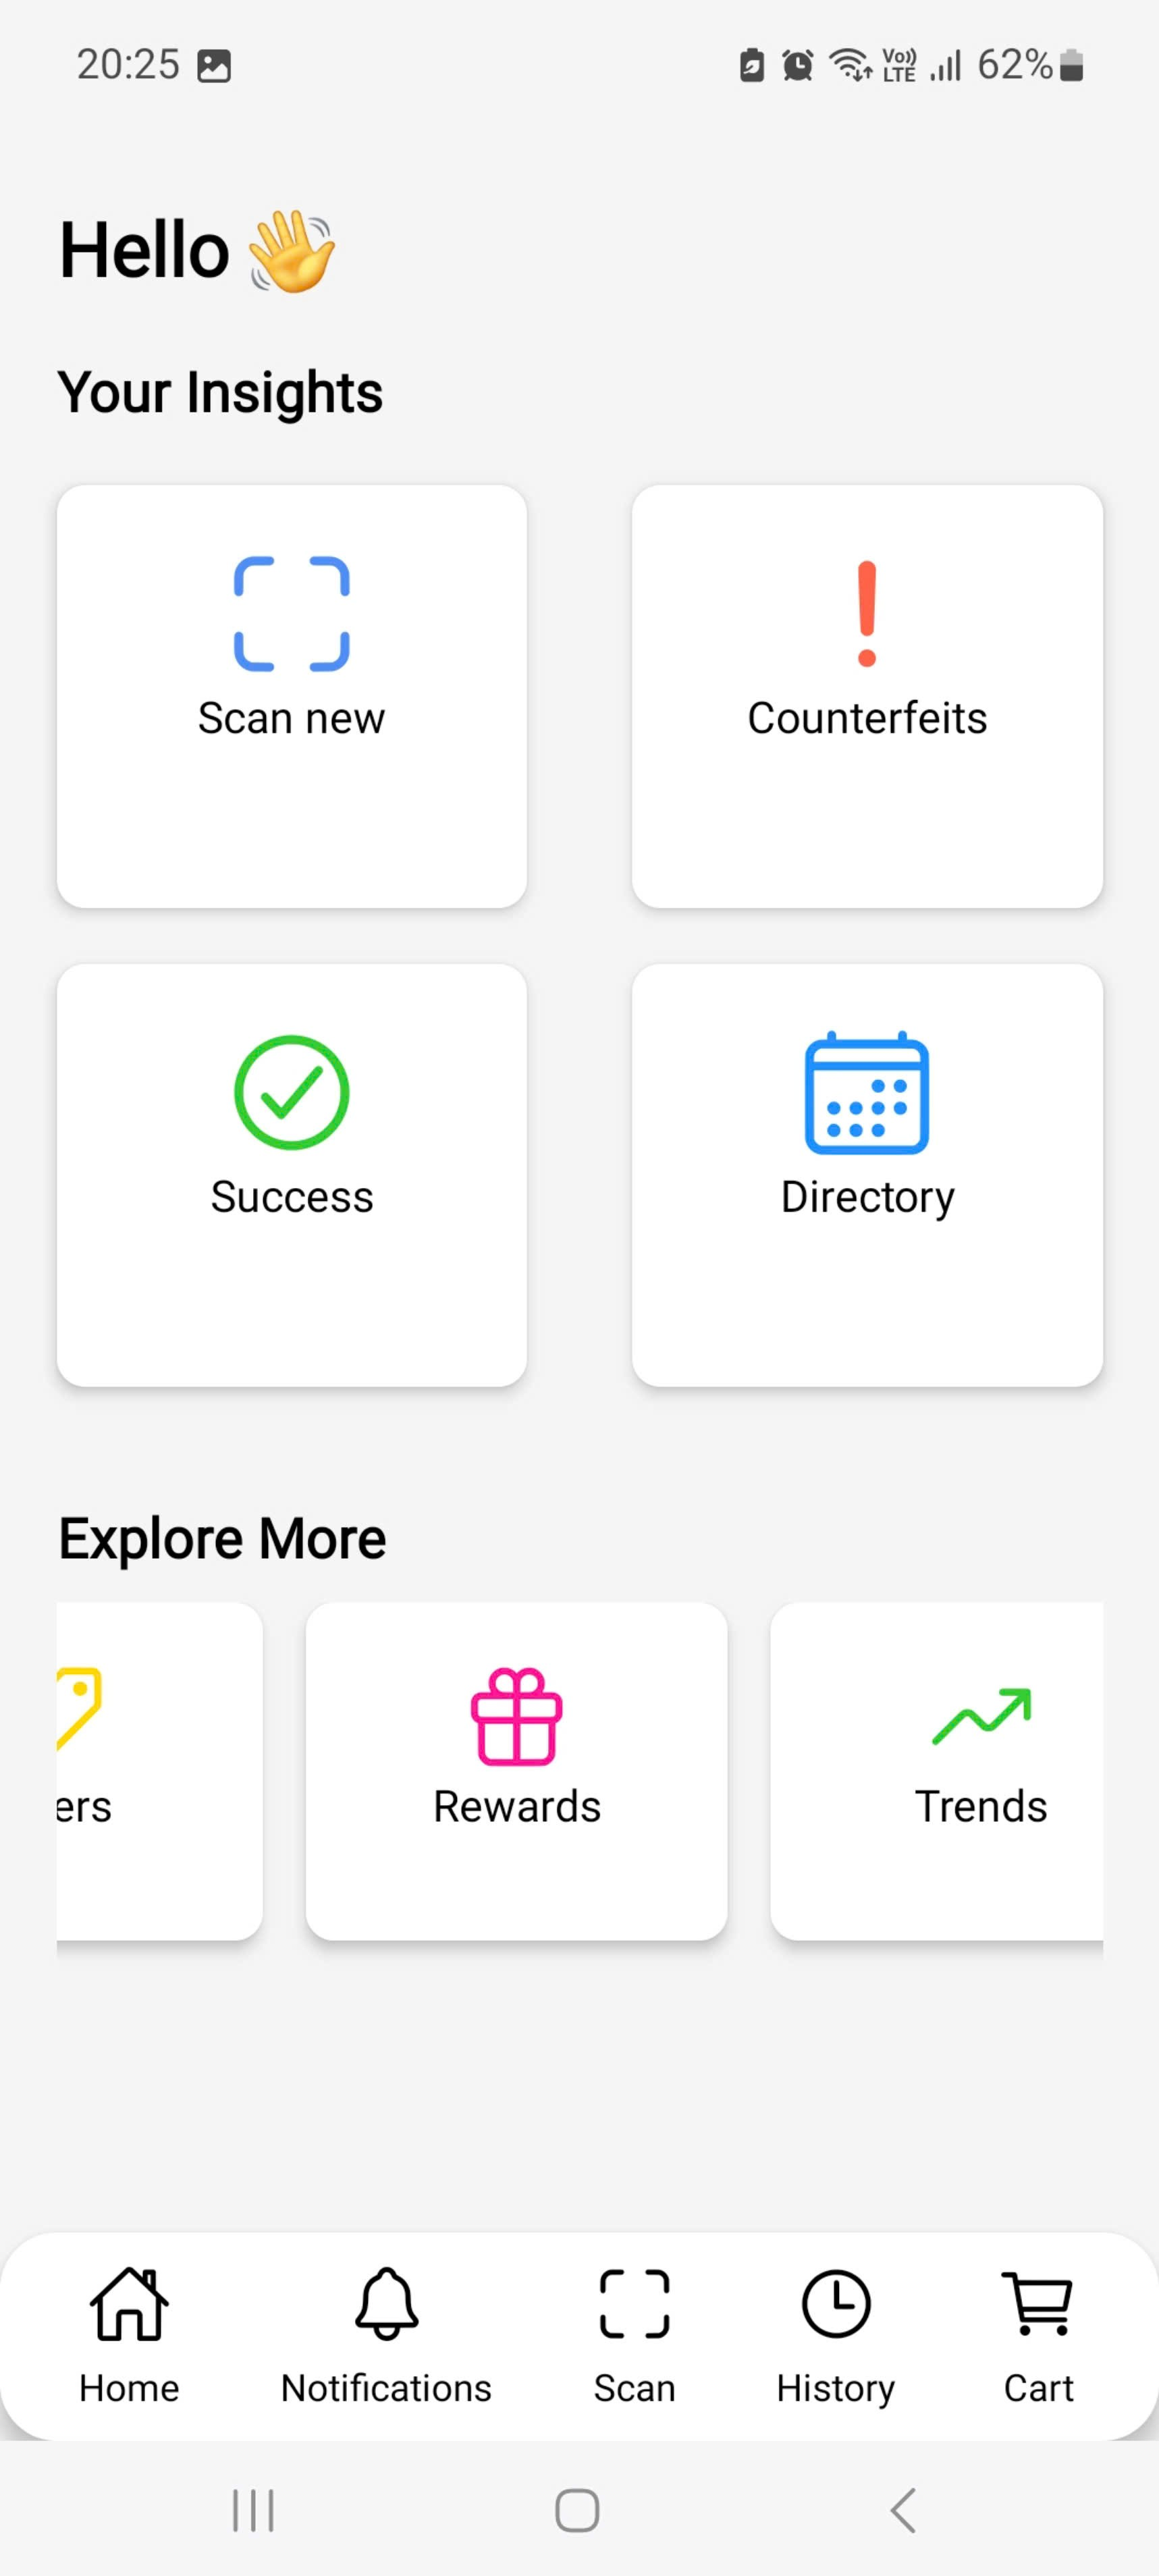 20:25 Vo)) LTE 62%
Hello 👋
Your Insights
Scan new
Counterfeits
Success
Directory
Explore More
ers
Rewards
Trends
Home
Notifications
Scan
History
Cart